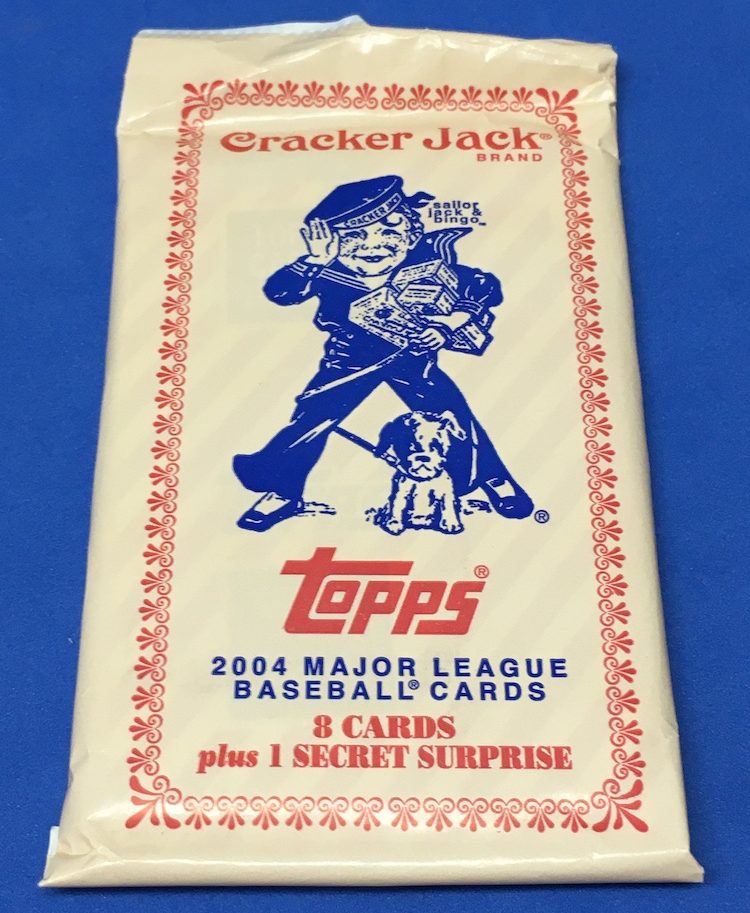 Cracker Jack®
BRAND
CRACKER JACK
sailor
jack &
bingo™
®
Topps®
2004 MAJOR LEAGUE
BASEBALL® CARDS
8 CARDS
plus 1 SECRET SURPRISE